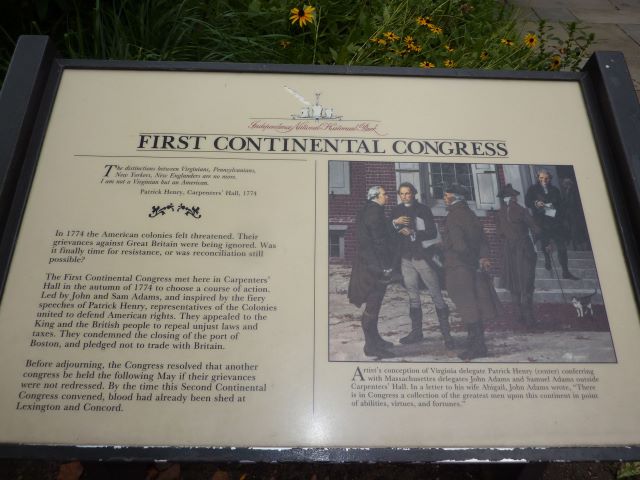 Independence National Historical Park
FIRST CONTINENTAL CONGRESS
The distinctions between Virginians, Pennsylvanians,
New Yorkers, New Englanders are no more.
I am not a Virginian but an American.
Patrick Henry, Carpenters' Hall, 1774
In 1774 the American colonies felt threatened. Their
grievances against Great Britain were being ignored. Was
it finally time for resistance, or was reconciliation still
possible?
The First Continental Congress met here in Carpenters'
Hall in the autumn of 1774 to choose a course of action.
Led by John and Sam Adams, and inspired by the fiery
speeches of Patrick Henry, representatives of the Colonies
united to defend American rights. They appealed to the
King and the British people to repeal unjust laws and
taxes. They condemned the closing of the port of
Boston, and pledged not to trade with Britain.
Before adjourning, the Congress resolved that another
congress be held the following May if their grievances
were not redressed. By the time this Second Continental
Congress convened, blood had already been shed at
Lexington and Concord.
Artist's conception of Virginia delegate Patrick Henry (center) conferring
with Massachusettes delegates John Adams and Samuel Adams outside
Carpenters' Hall. In a letter to his wife Abigail, John Adams wrote, "There
is in Congress a collection of the greatest men upon this continent in point
of abilities, virtues, and fortunes."